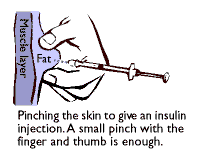 Muscle layer
Fat
Pinching the skin to give an insulin
injection. A small pinch with the
finger and thumb is enough.